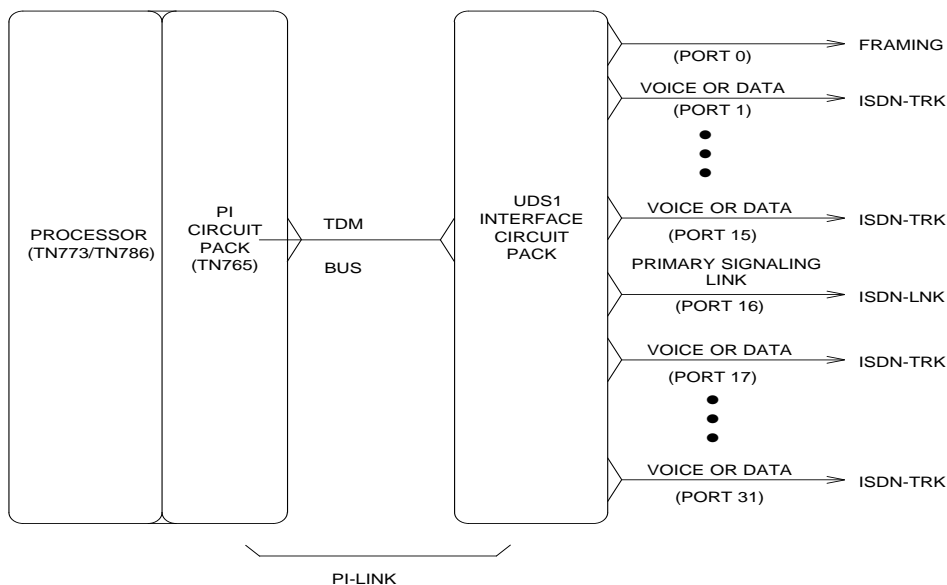 PROCESSOR
(TN773/TN786)
PI
CIRCUIT
PACK
(TN765)
TDM
BUS
UDS1
INTERFACE
CIRCUIT
PACK
(PORT 0)
FRAMING
VOICE OR DATA
(PORT 1)
ISDN-TRK
VOICE OR DATA
(PORT 15)
ISDN-TRK
PRIMARY SIGNALING
LINK
(PORT 16)
ISDN-LNK
VOICE OR DATA
(PORT 17)
ISDN-TRK
VOICE OR DATA
(PORT 31)
ISDN-TRK
PI-LINK